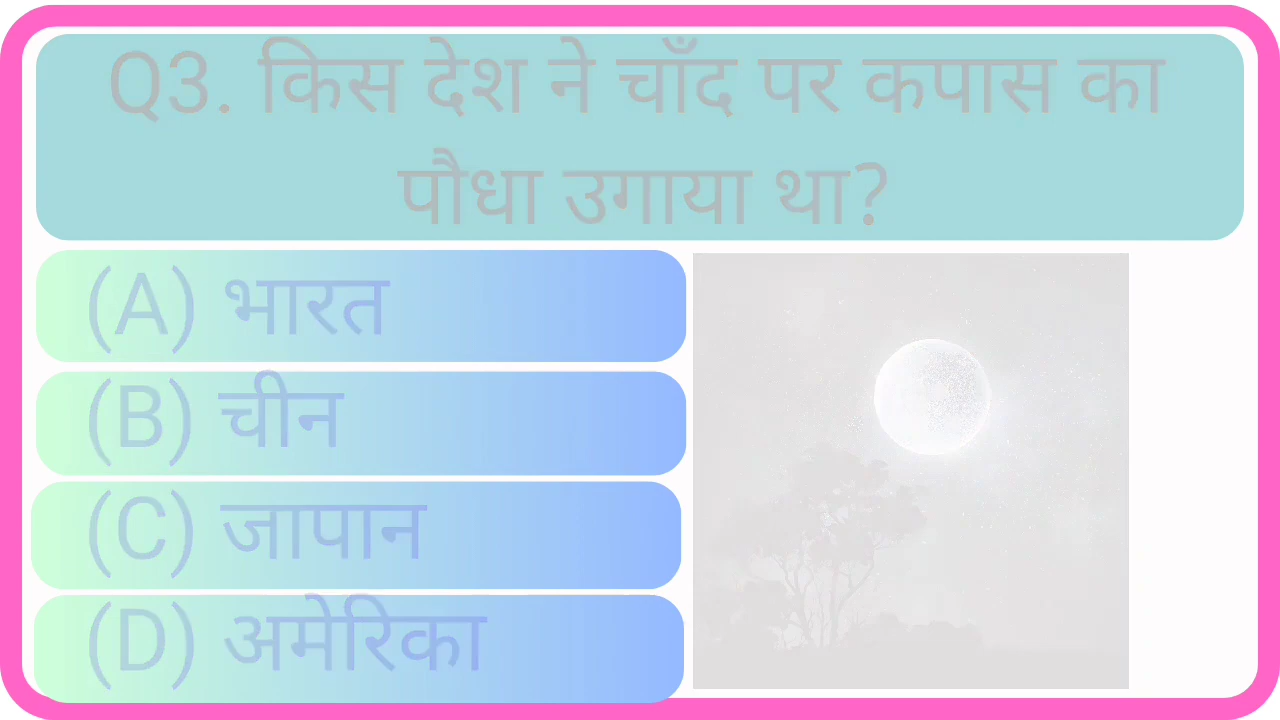 Q3. किस देश ने चाँद पर कपास का
पौधा उगाया था?
(A) भारत
(B) चीन
(C) जापान
(D) अमेरिका